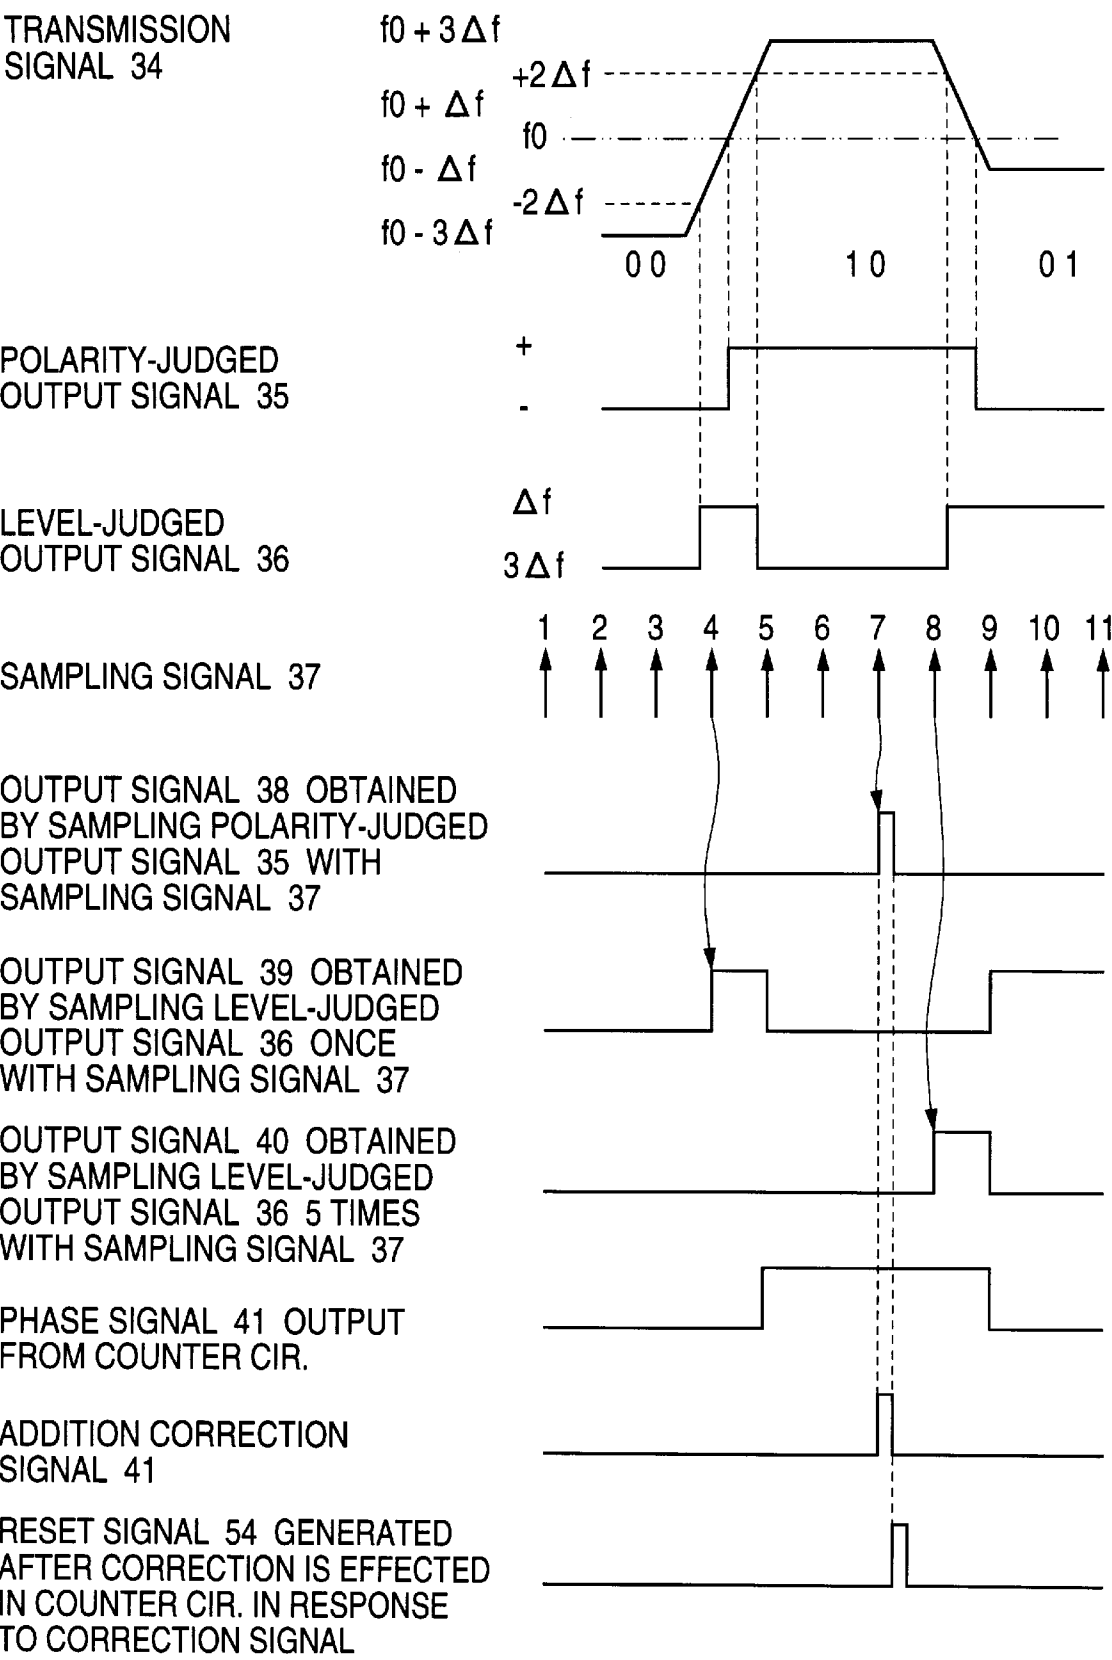 TRANSMISSION
SIGNAL 34
f0 + 3Δf
+2Δf
f0 + Δf
f0
f0 - Δf
-2Δf
f0 - 3Δf
00
10
01
POLARITY-JUDGED
OUTPUT SIGNAL 35
+
-
LEVEL-JUDGED
OUTPUT SIGNAL 36
Δf
3Δf
1 2 3 4 5 6 7 8 9 10 11
SAMPLING SIGNAL 37
OUTPUT SIGNAL 38 OBTAINED
BY SAMPLING POLARITY-JUDGED
OUTPUT SIGNAL 35 WITH
SAMPLING SIGNAL 37
OUTPUT SIGNAL 39 OBTAINED
BY SAMPLING LEVEL-JUDGED
OUTPUT SIGNAL 36 ONCE
WITH SAMPLING SIGNAL 37
OUTPUT SIGNAL 40 OBTAINED
BY SAMPLING LEVEL-JUDGED
OUTPUT SIGNAL 36 5 TIMES
WITH SAMPLING SIGNAL 37
PHASE SIGNAL 41 OUTPUT
FROM COUNTER CIR.
ADDITION CORRECTION
SIGNAL 41
RESET SIGNAL 54 GENERATED
AFTER CORRECTION IS EFFECTED
IN COUNTER CIR. IN RESPONSE
TO CORRECTION SIGNAL